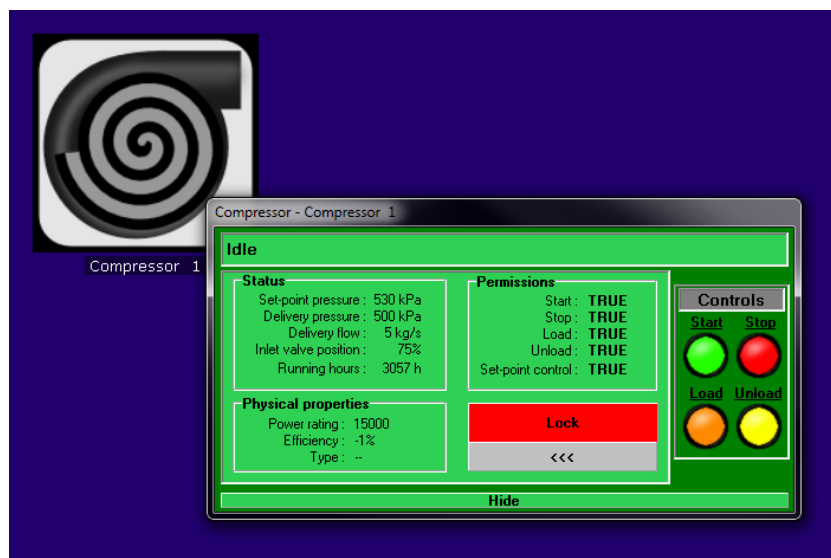 Compressor 1
Compressor - Compressor 1
Idle
Status
Set-point pressure : 530 kPa
Delivery pressure : 500 kPa
Delivery flow : 5 kg/s
Inlet valve position : 75%
Running hours : 3057 h
Physical properties
Power rating : 15000
Efficiency : -1%
Type : --
Permissions
Start : TRUE
Stop : TRUE
Load : TRUE
Unload : TRUE
Set-point control : TRUE
Lock
<<<
Controls
Start Stop
Load Unload
Hide